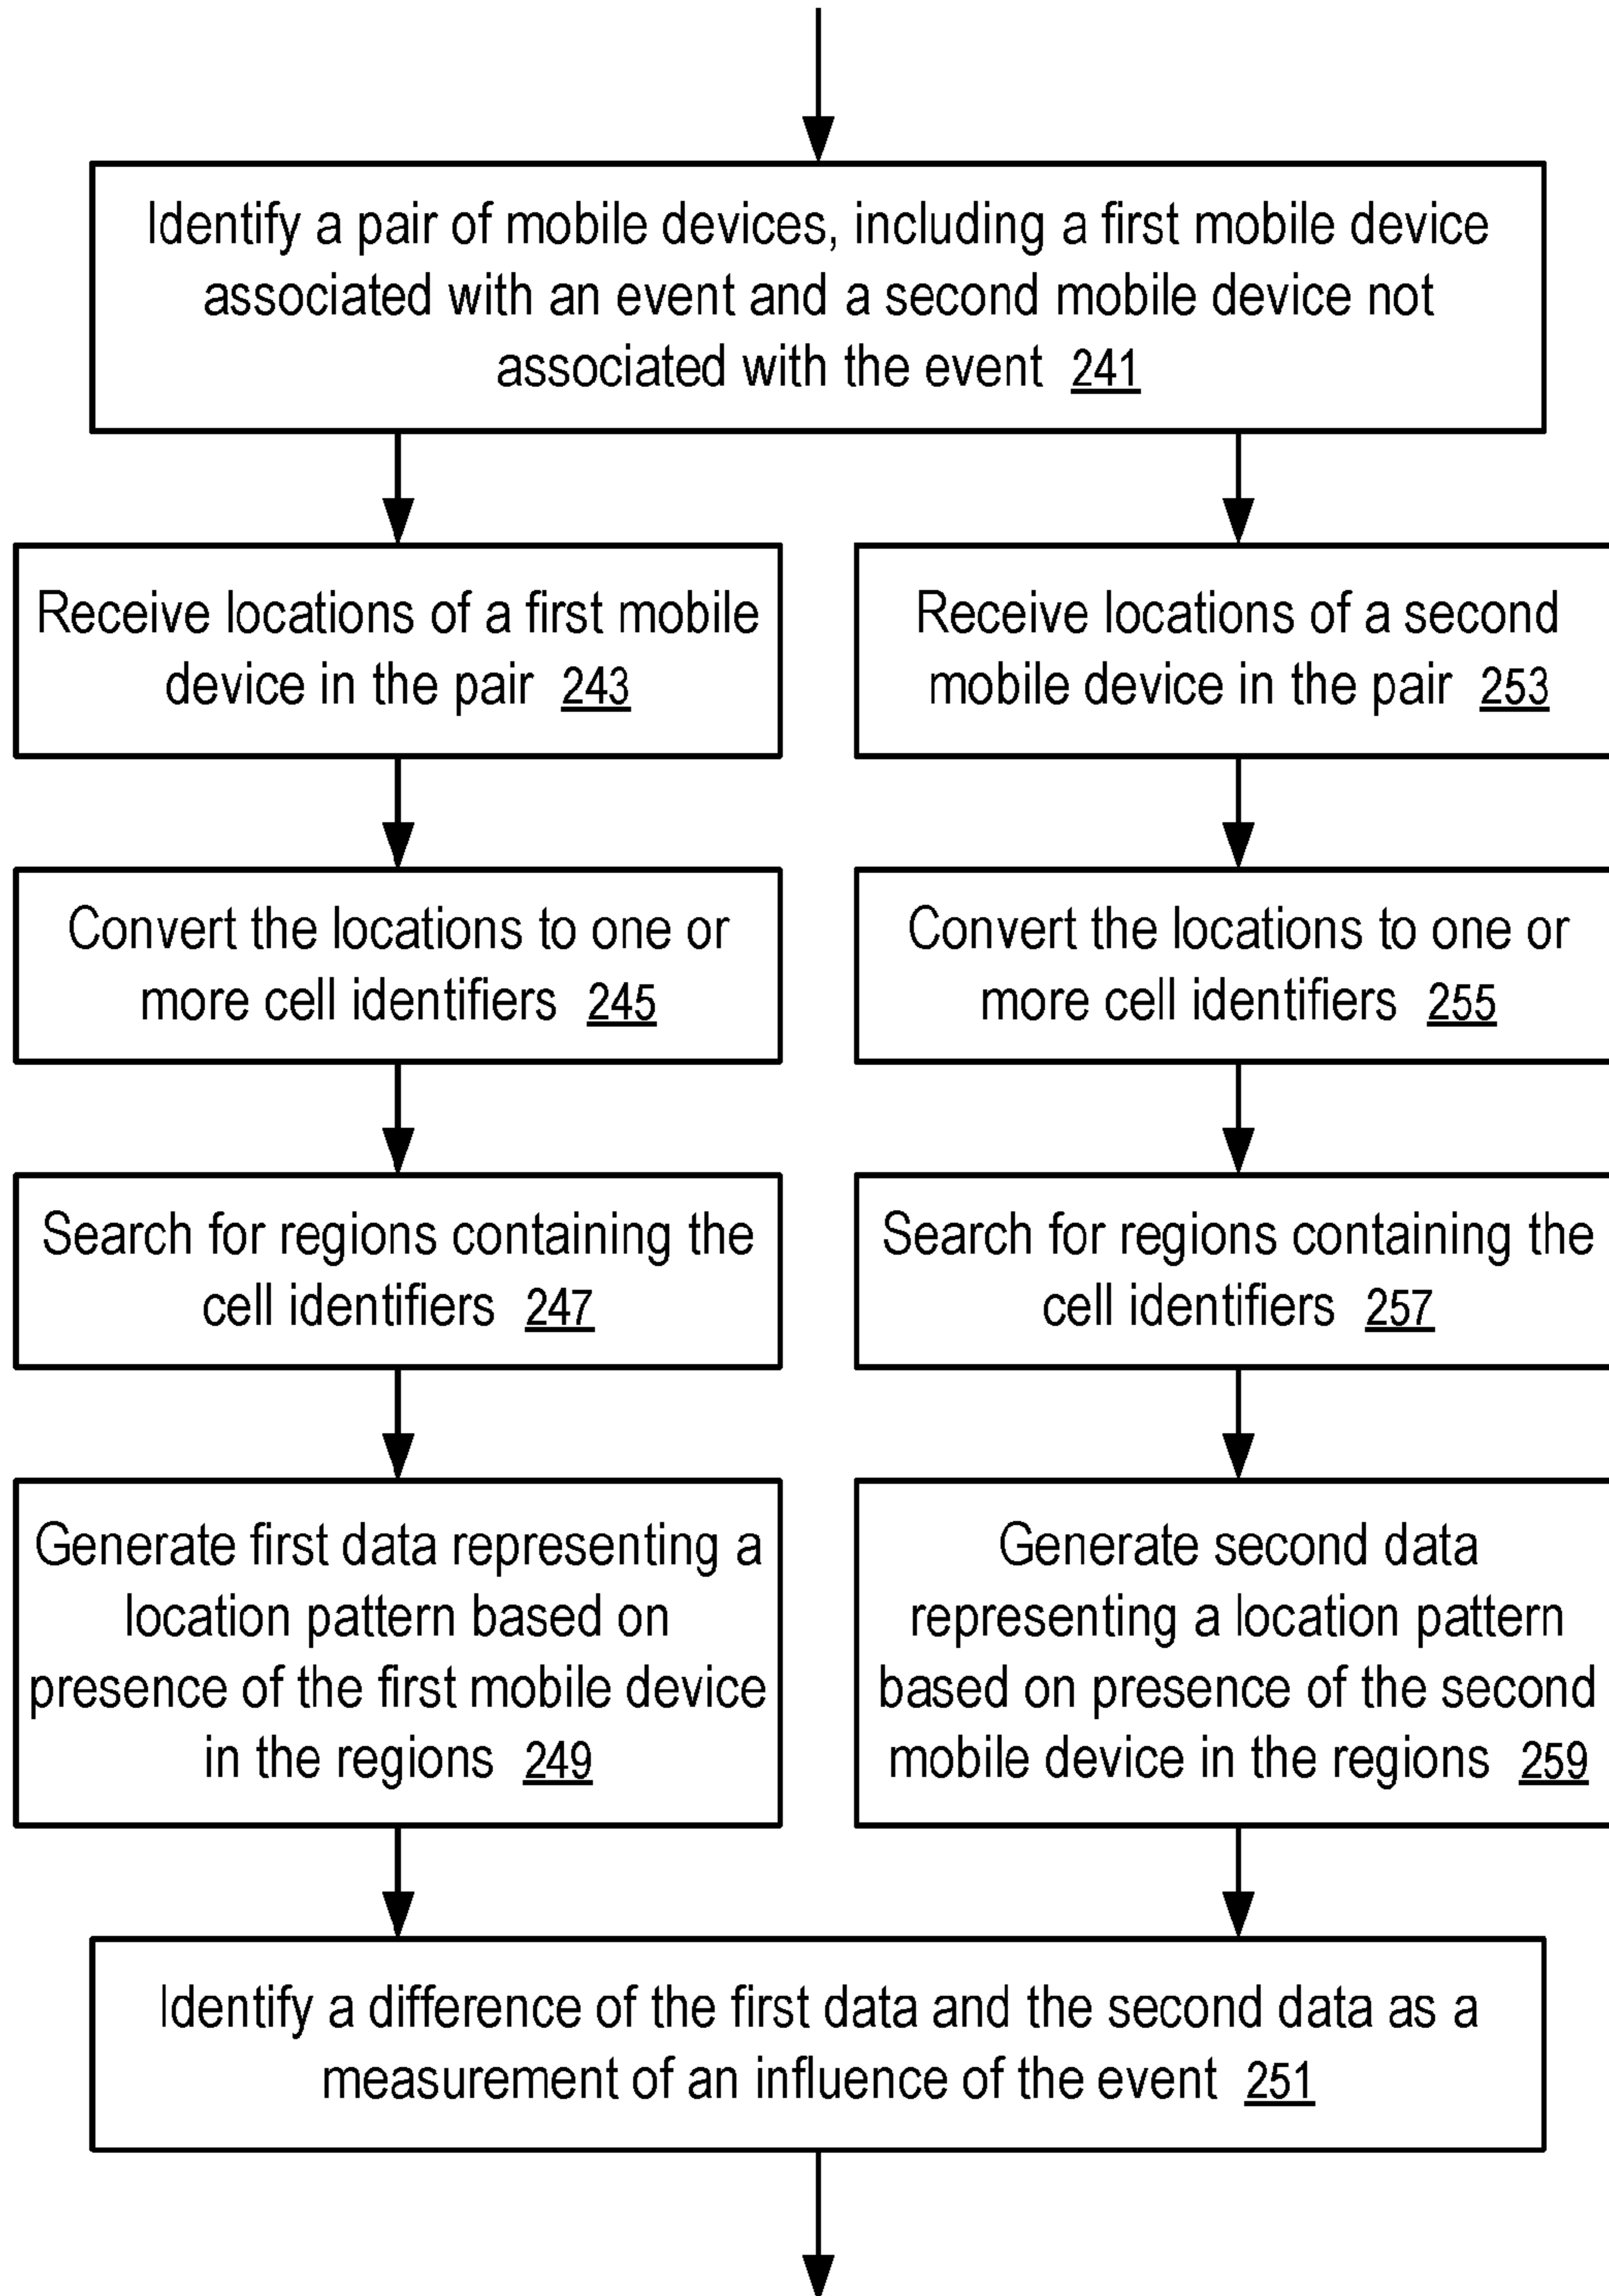 Identify a pair of mobile devices, including a first mobile device
associated with an event and a second mobile device not
associated with the event 241
Receive locations of a first mobile
device in the pair 243
Receive locations of a second
mobile device in the pair 253
Convert the locations to one or
more cell identifiers 245
Convert the locations to one or
more cell identifiers 255
Search for regions containing the
cell identifiers 247
Search for regions containing the
cell identifiers 257
Generate first data representing a
location pattern based on
presence of the first mobile device
in the regions 249
Generate second data
representing a location pattern
based on presence of the second
mobile device in the regions 259
Identify a difference of the first data and the second data as a
measurement of an influence of the event 251